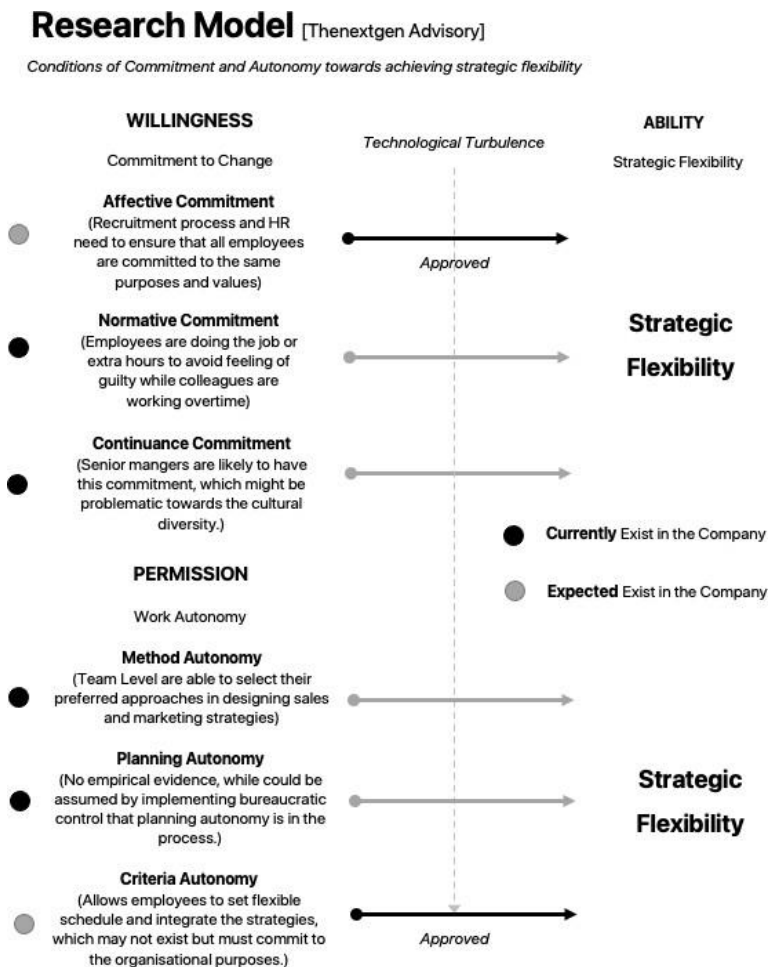 Research Model [Thenextgen Advisory]
Conditions of Commitment and Autonomy towards achieving strategic flexibility
WILLINGNESS
Commitment to Change
Technological Turbulence
ABILITY
Strategic Flexibility
Affective Commitment
(Recruitment process and HR
need to ensure that all employees
are committed to the same
purposes and values)
Approved
Normative Commitment
(Employees are doing the job or
extra hours to avoid feeling of
guilty while colleagues are
working overtime)
Strategic
Flexibility
Continuance Commitment
(Senior mangers are likely to have
this commitment, which might be
problematic towards the cultural
diversity.)
Currently Exist in the Company
Expected Exist in the Company
PERMISSION
Work Autonomy
Method Autonomy
(Team Level are able to select their
preferred approaches in designing sales
and marketing strategies)
Planning Autonomy
(No empirical evidence, while could be
assumed by implementing bureaucratic
control that planning autonomy is in the
process.)
Strategic
Flexibility
Criteria Autonomy
(Allows employees to set flexible
schedule and integrate the strategies,
which may not exist but must commit to
the organisational purposes.)
Approved